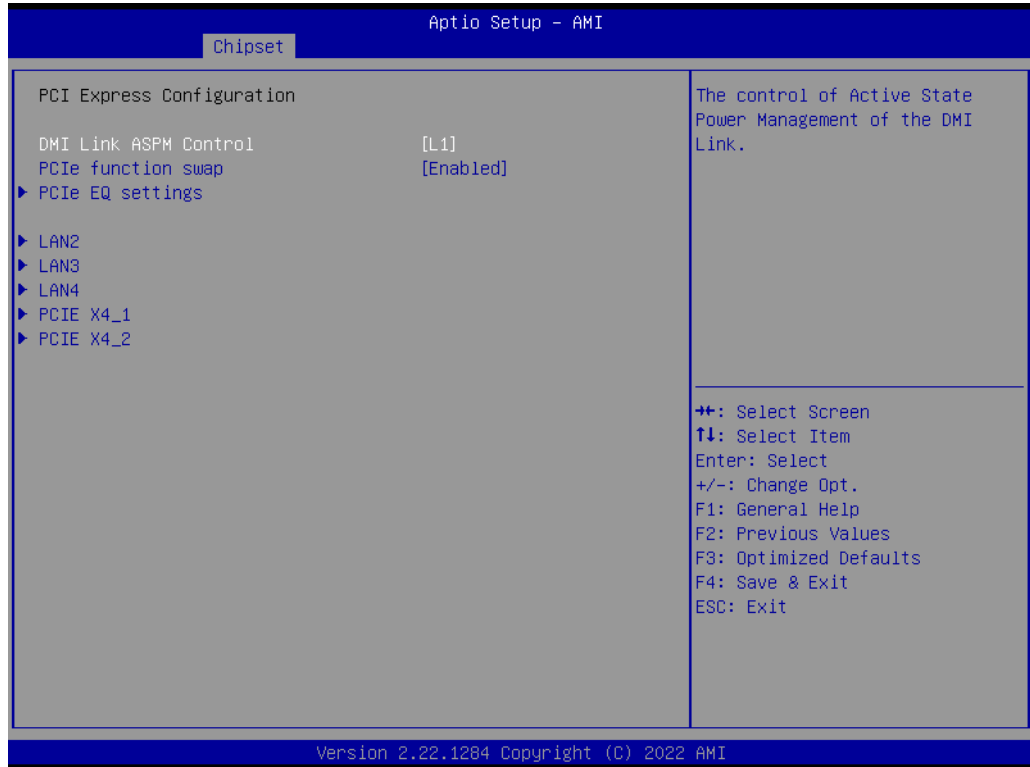 Aptio Setup – AMI
Chipset
PCI Express Configuration
DMI Link ASPM Control [L1]
PCIe function swap [Enabled]
▶ PCIe EQ settings
▶ LAN2
▶ LAN3
▶ LAN4
▶ PCIE X4_1
▶ PCIE X4_2
The control of Active State
Power Management of the DMI
Link.
→←: Select Screen
↑↓: Select Item
Enter: Select
+/-: Change Opt.
F1: General Help
F2: Previous Values
F3: Optimized Defaults
F4: Save & Exit
ESC: Exit
Version 2.22.1284 Copyright (C) 2022 AMI